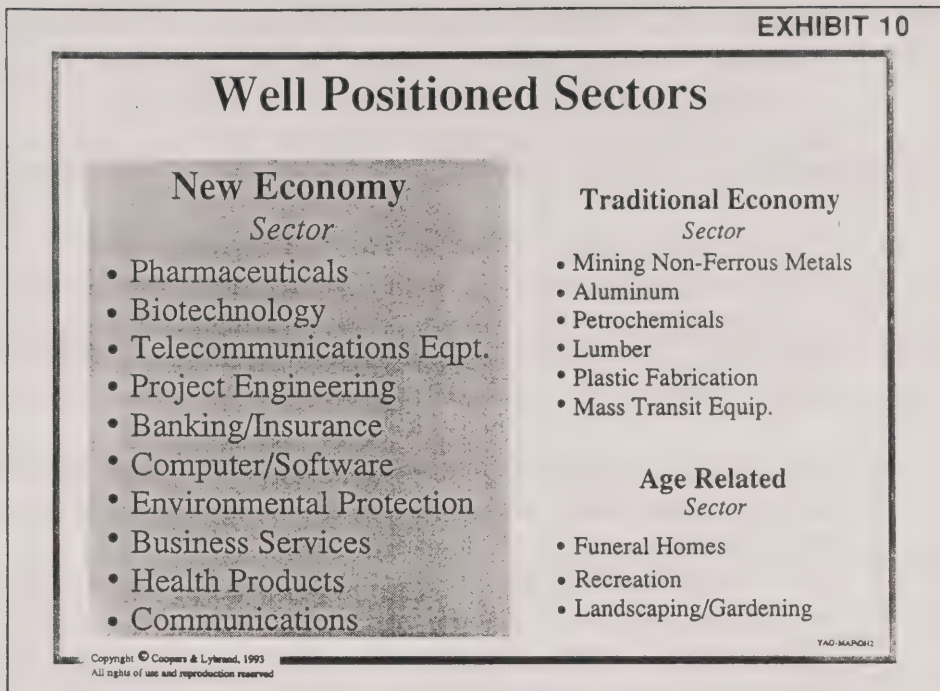 EXHIBIT 10
Well Positioned Sectors
New Economy
Sector
• Pharmaceuticals
• Biotechnology
• Telecommunications Eqpt.
• Project Engineering
• Banking/Insurance
• Computer/Software
• Environmental Protection
• Business Services
• Health Products
• Communications
Traditional Economy
Sector
• Mining Non-Ferrous Metals
• Aluminum
• Petrochemicals
• Lumber
• Plastic Fabrication
• Mass Transit Equip.
Age Related
Sector
• Funeral Homes
• Recreation
• Landscaping/Gardening
Copyright © Coopers & Lybrand, 1993
All rights of use and reproduction reserved